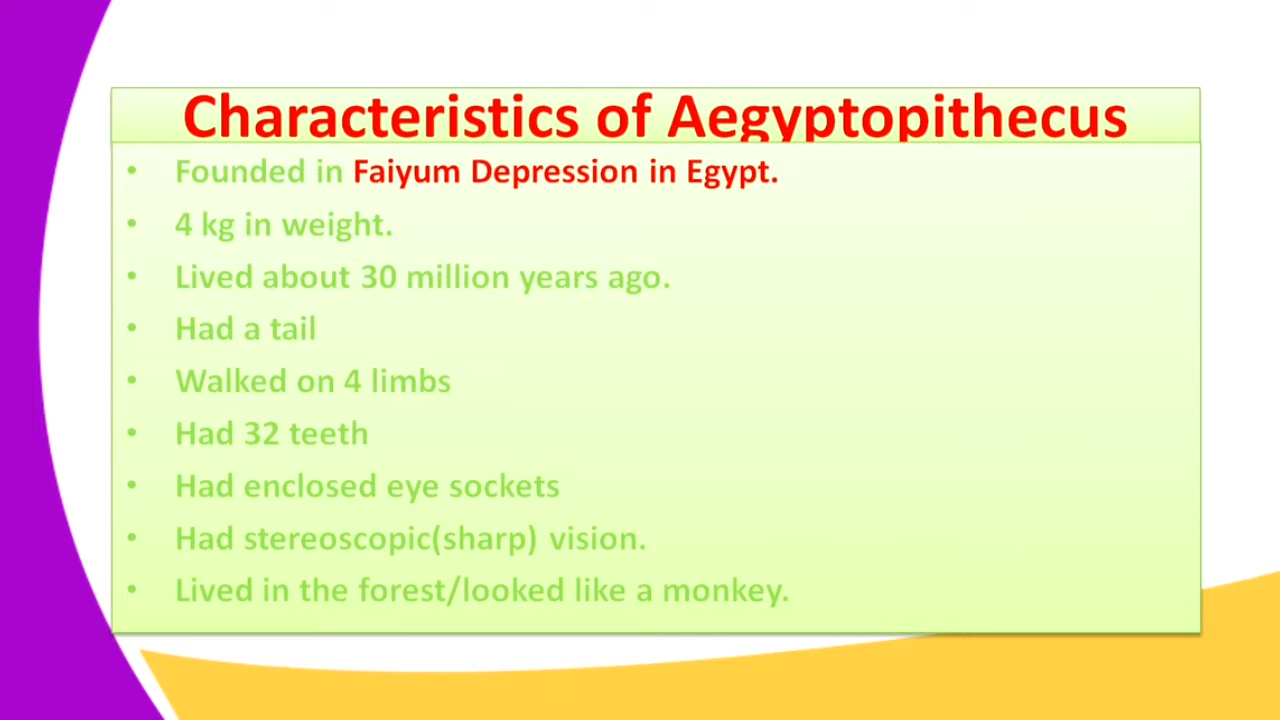 Characteristics of Aegyptopithecus
• Founded in Faiyum Depression in Egypt.
• 4 kg in weight.
• Lived about 30 million years ago.
• Had a tail
• Walked on 4 limbs
• Had 32 teeth
• Had enclosed eye sockets
• Had stereoscopic(sharp) vision.
• Lived in the forest/looked like a monkey.